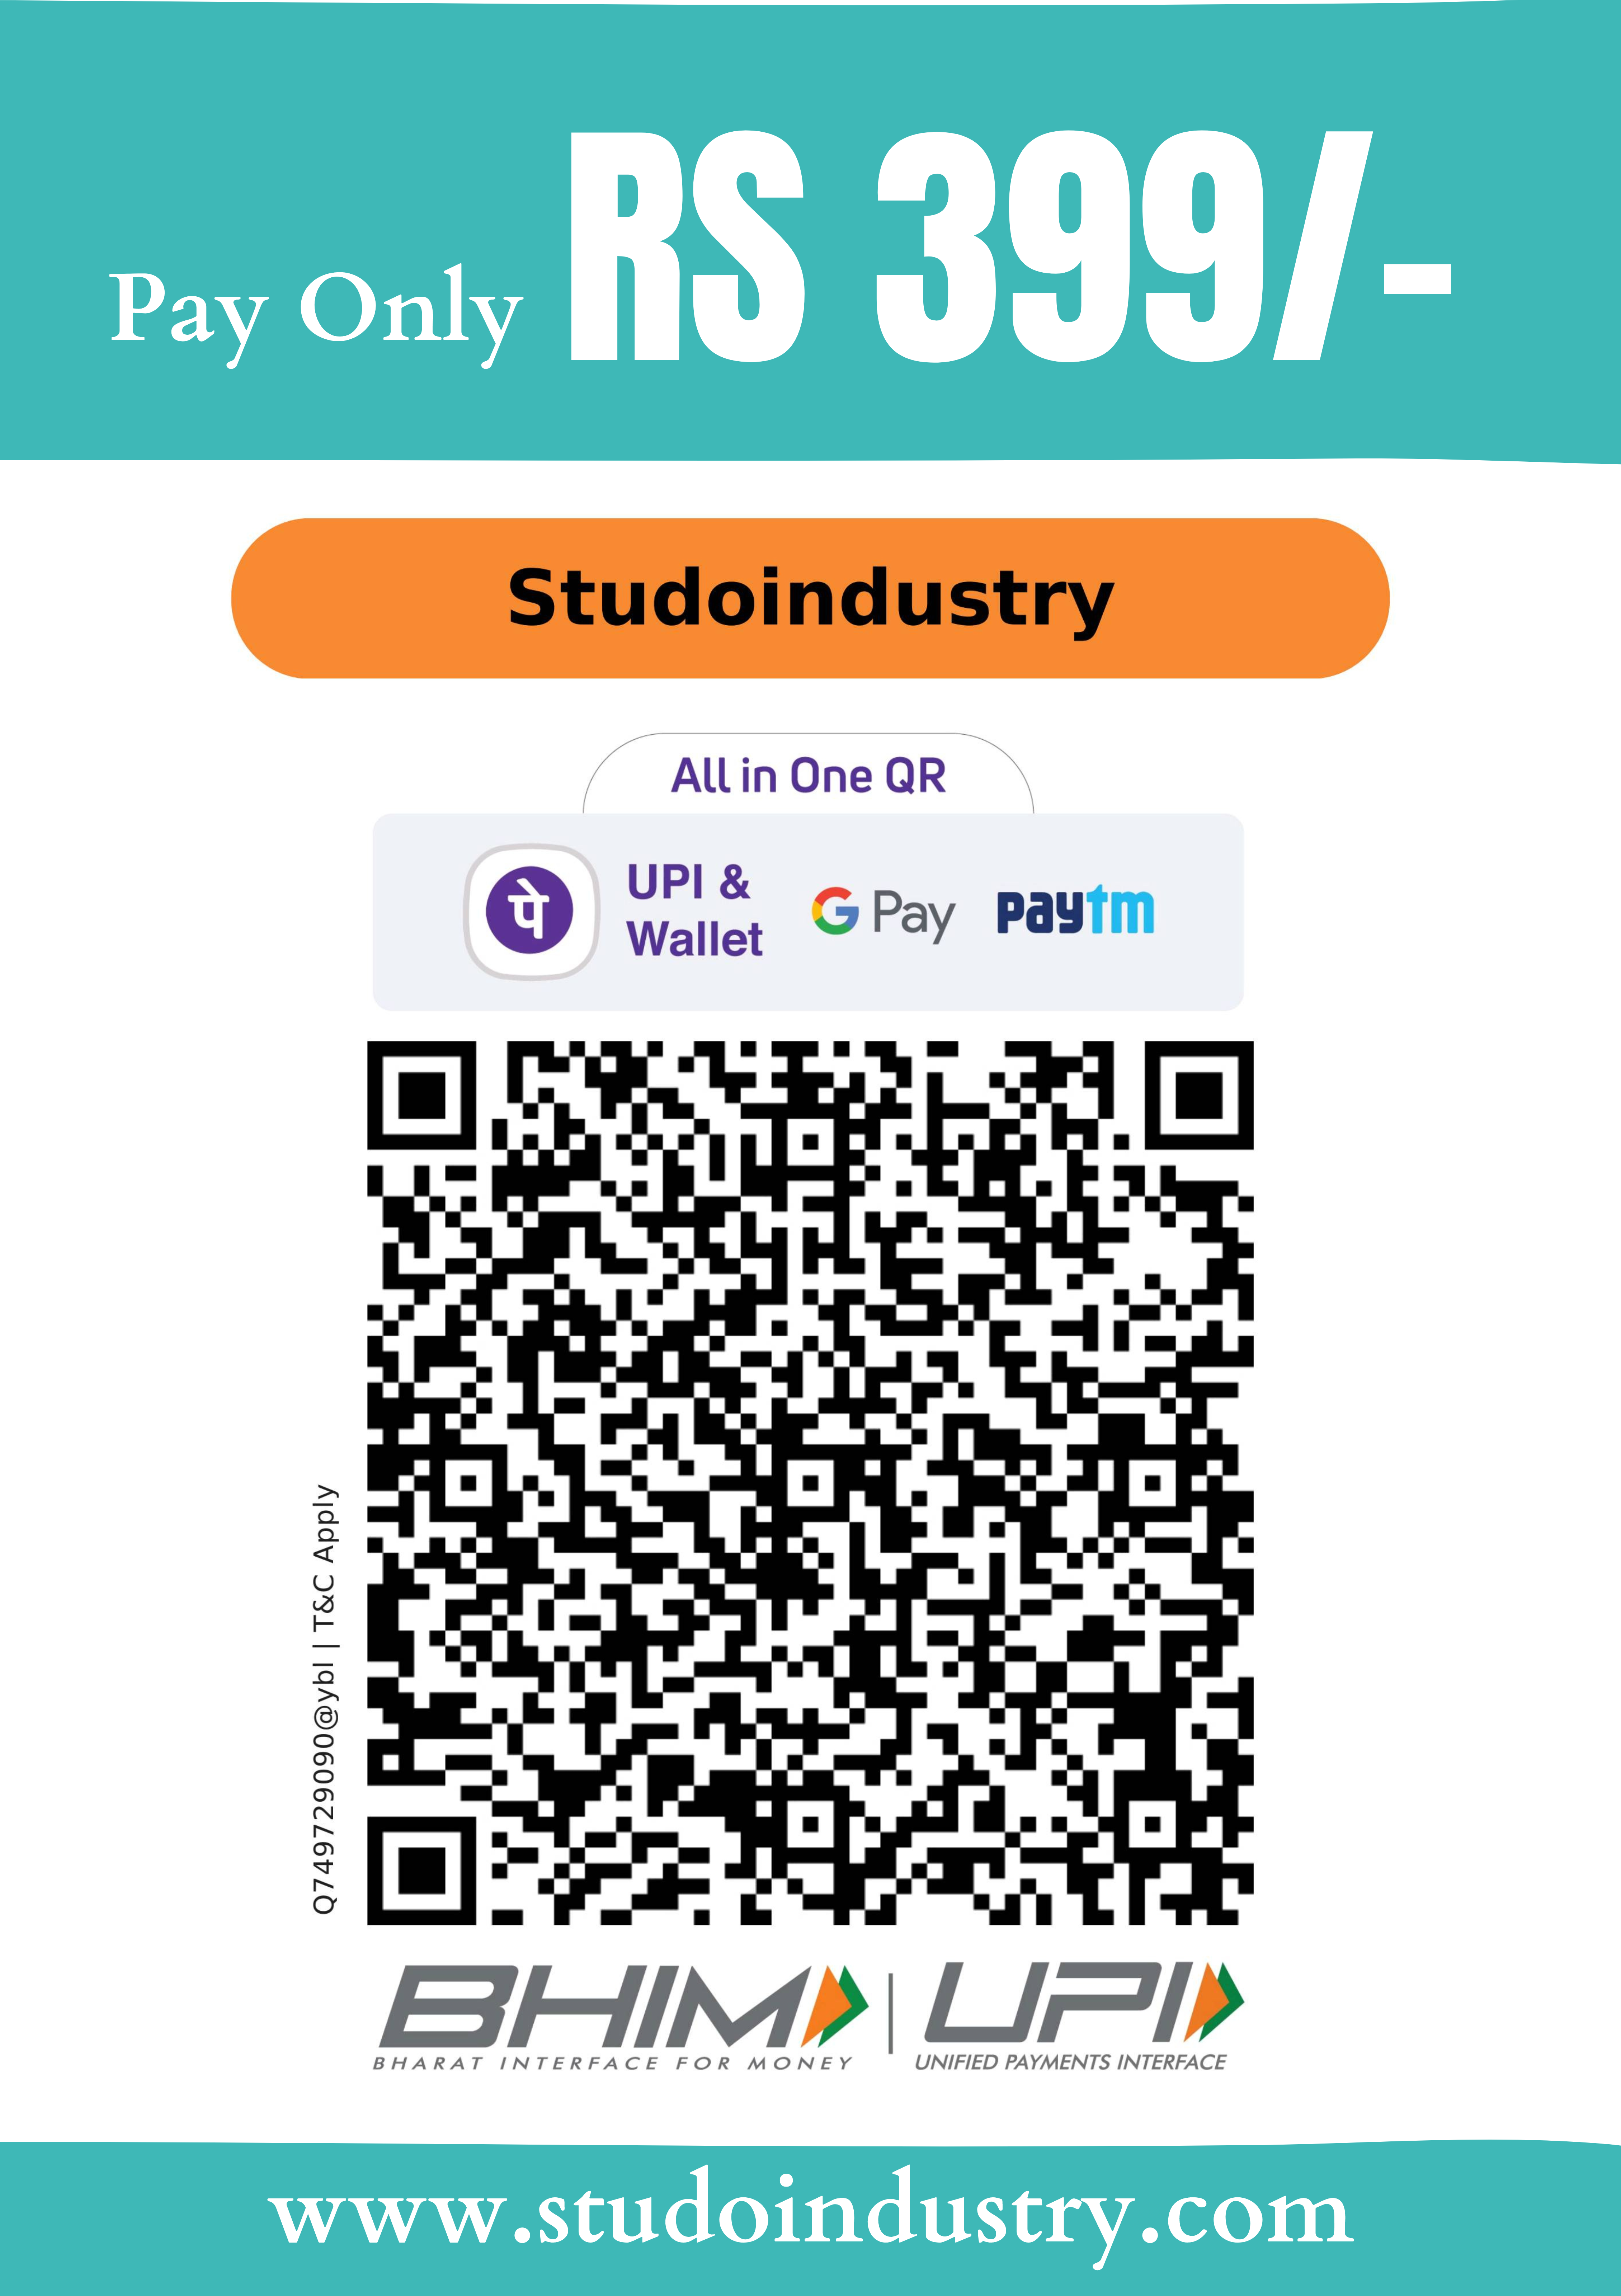 Pay Only RS 399/-
Studoindustry
All in One QR
पे
UPI &
Wallet
G Pay
paytm
Q749729090@ybl || T&C Apply
BHIM
BHARAT INTERFACE FOR MONEY
UPI
UNIFIED PAYMENTS INTERFACE
www.studoindustry.com